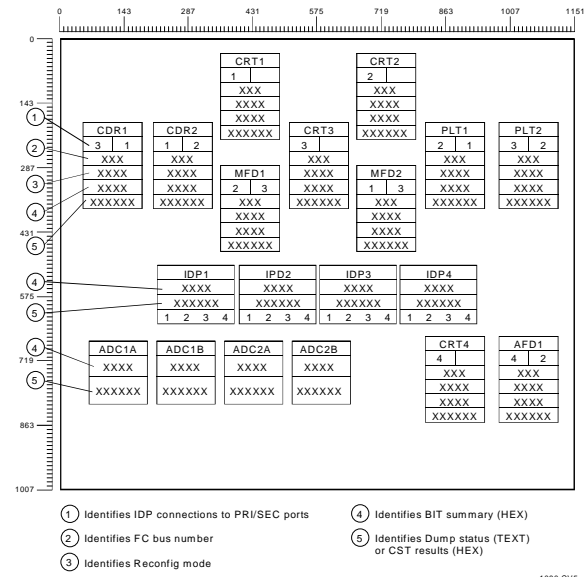 0 143 287 431 575 719 863 1007 1151
0
CRT1 CRT2
1 2
XXX XXX
XXXX XXXX
143
XXXX XXXX
XXXXXX XXXXXX
1
CDR1 CDR2 CRT3 PLT1 PLT2
3 1 1 2 3 2 1 3 2
2
XXX XXX XXX XXX XXX
287
XXXX XXXX XXXX XXXX XXXX
3
XXXX XXXX XXXX XXXX XXXX
XXXXXX XXXXXX XXXXXX XXXXXX XXXXXX
MFD1 MFD2
2 3 1 3
XXX XXX
4
XXXX XXXX
431
XXXX XXXX
5
XXXXXX XXXXXX
IDP1 IPD2 IDP3 IDP4
4
XXXX XXXX XXXX XXXX
575
XXXXXX XXXXXX XXXXXX XXXXXX
5
1 2 3 4 1 2 3 4 1 2 3 4 1 2 3 4
4
ADC1A ADC1B ADC2A ADC2B
719
XXXX XXXX XXXX XXXX
5
XXXXXX XXXXXX XXXXXX XXXXXX
CRT4 AFD1
4 4 2
XXX XXX
XXXX XXXX
XXXX XXXX
XXXXXX XXXXXX
863
1007
1 Identifies IDP connections to PRI/SEC ports
2 Identifies FC bus number
3 Identifies Reconfig mode
4 Identifies BIT summary (HEX)
5 Identifies Dump status (TEXT)
or CST results (HEX)